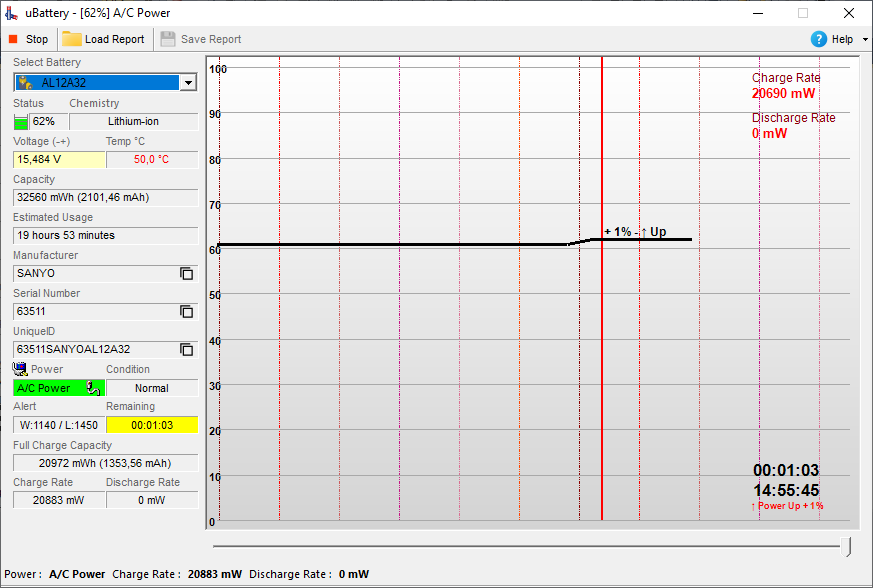 uBattery - [62%] A/C Power
Stop Load Report Save Report Help
Select Battery
AL12A32
Status Chemistry
62% Lithium-ion
Voltage (-+) Temp °C
15,484 V 50,0 °C
Capacity
32560 mWh (2101,46 mAh)
Estimated Usage
19 hours 53 minutes
Manufacturer
SANYO
Serial Number
63511
UniqueID
63511SANYOAL12A32
Power Condition
A/C Power Normal
Alert Remaining
W:1140 / L:1450 00:01:03
Full Charge Capacity
20972 mWh (1353,56 mAh)
Charge Rate Discharge Rate
20883 mW 0 mW
100
90
80
70
60
50
40
30
20
10
0
Charge Rate
20690 mW
Discharge Rate
0 mW
+ 1% - ↑ Up
00:01:03
14:55:45
↑ Power Up + 1%
Power : A/C Power Charge Rate : 20883 mW Discharge Rate : 0 mW